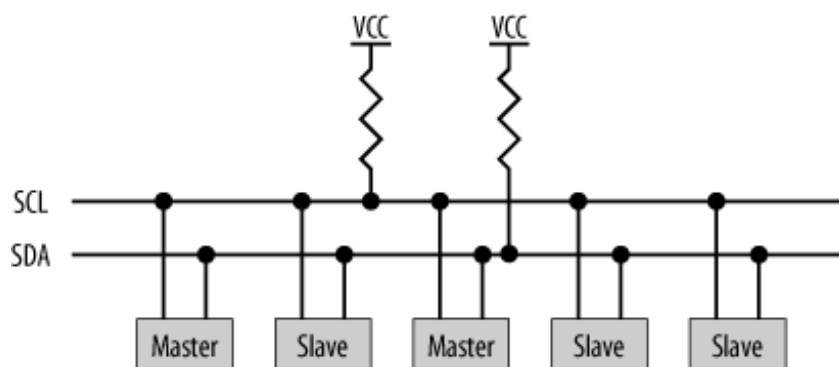 VCC VCC
SCL
SDA
Master Slave Master Slave Slave